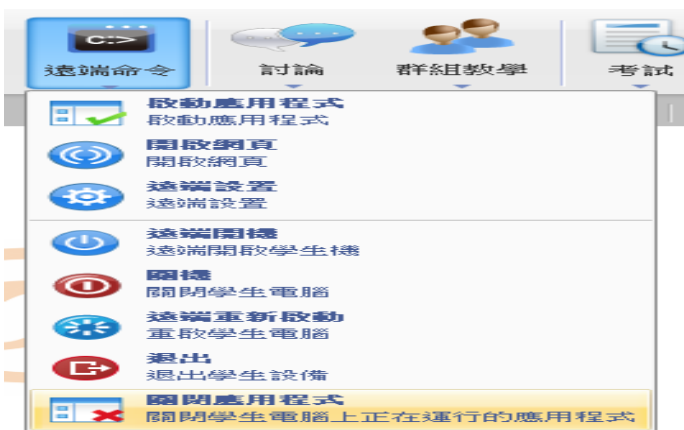 C:>
遠端命令
討論
群組教學
考試
啟動應用程式
啟動應用程式
開啟網頁
開啟網頁
遠端設置
遠端設置
遠端開機
遠端開啟學生機
關機
關閉學生電腦
遠端重新啟動
重啟學生電腦
退出
退出學生設備
關閉應用程式
關閉學生電腦上正在運行的應用程式